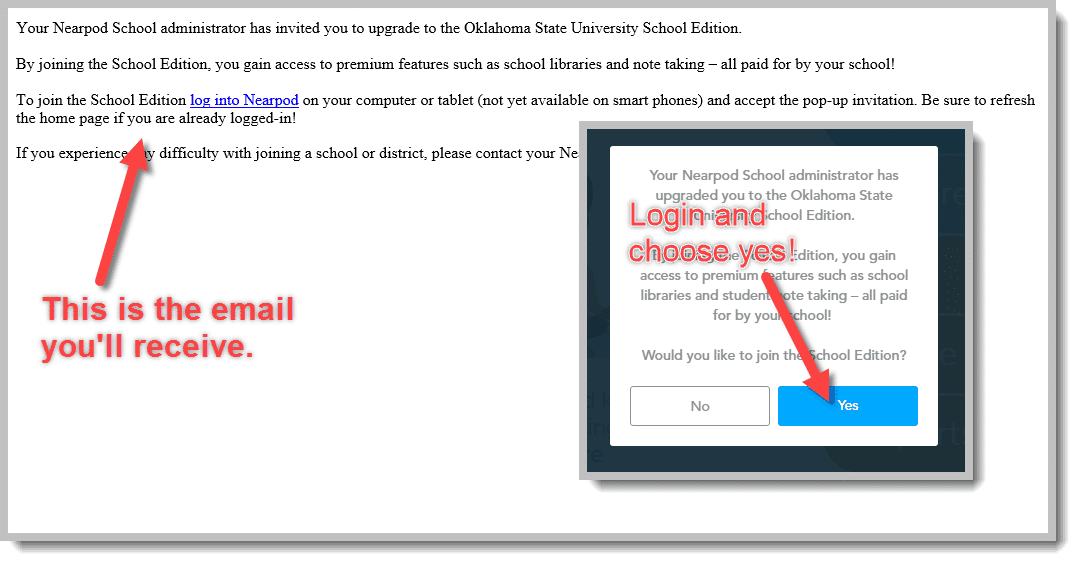 Your Nearpod School administrator has invited you to upgrade to the Oklahoma State University School Edition.
By joining the School Edition, you gain access to premium features such as school libraries and note taking – all paid for by your school!
To join the School Edition log into Nearpod on your computer or tablet (not yet available on smart phones) and accept the pop-up invitation. Be sure to refresh
the home page if you are already logged-in!
If you experience any difficulty with joining a school or district, please contact your
This is the email
you'll receive.
Your Nearpod School administrator has
upgraded you to the Oklahoma State
University School Edition.
Login and
choose yes!
Edition, you gain
access to premium features such as school
libraries and student note taking – all paid
for by your school!
Would you like to join the School Edition?
No
Yes